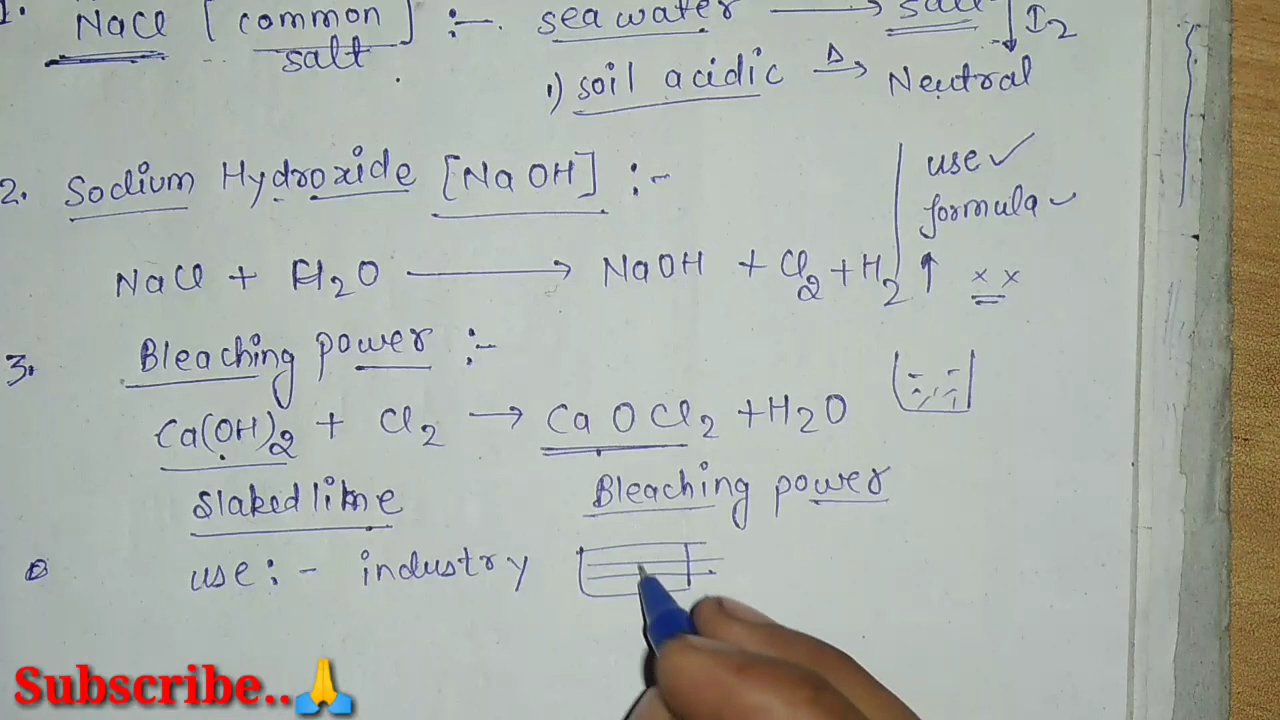 1. NaCl [common salt] :- sea water → salt ↓ I2
1) soil acidic Δ→ Neutral
2. Sodium Hydroxide [NaOH] :-
use ✓
formula ✓
NaCl + H2O → NaOH + Cl2 + H2 ↑ x x
3. Bleaching power :-
Ca(OH)2 + Cl2 → CaOCl2 + H2O
slaked lime Bleaching power
use :- industry
Subscribe..🙏